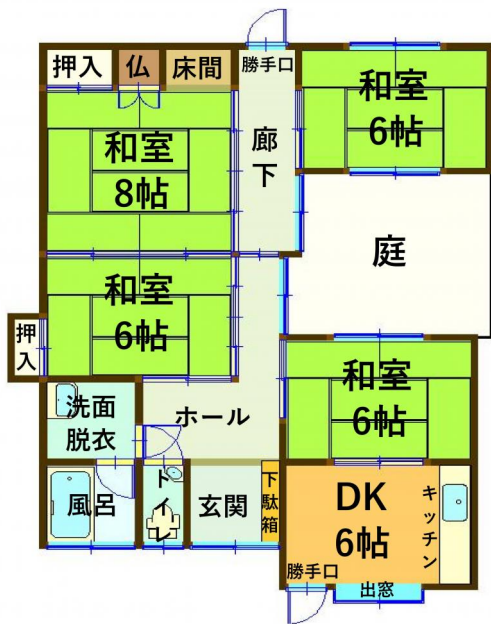 押入
仏
床間
勝手口
和室
6帖
和室
8帖
廊下
庭
和室
6帖
押入
和室
6帖
洗面
脱衣
ホール
風呂
トイレ
玄関
下駄箱
DK
6帖
キッチン
勝手口
出窓